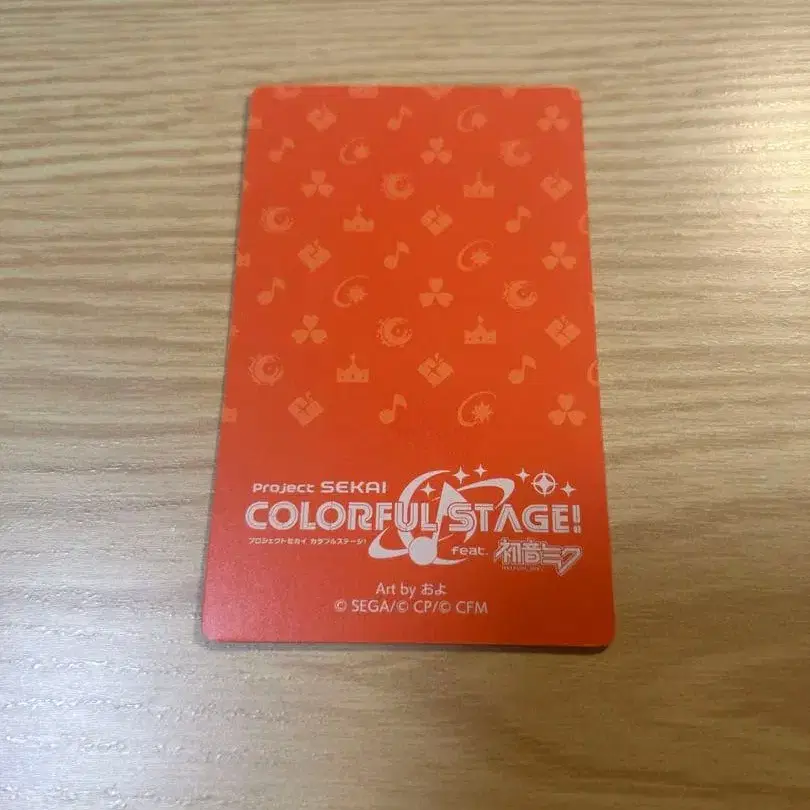 Project SEKAI
COLORFUL STAGE!
プロジェクトセカイ カラフルステージ!
feat. 初音ミク
Art by およ
© SEGA/© CP/© CFM